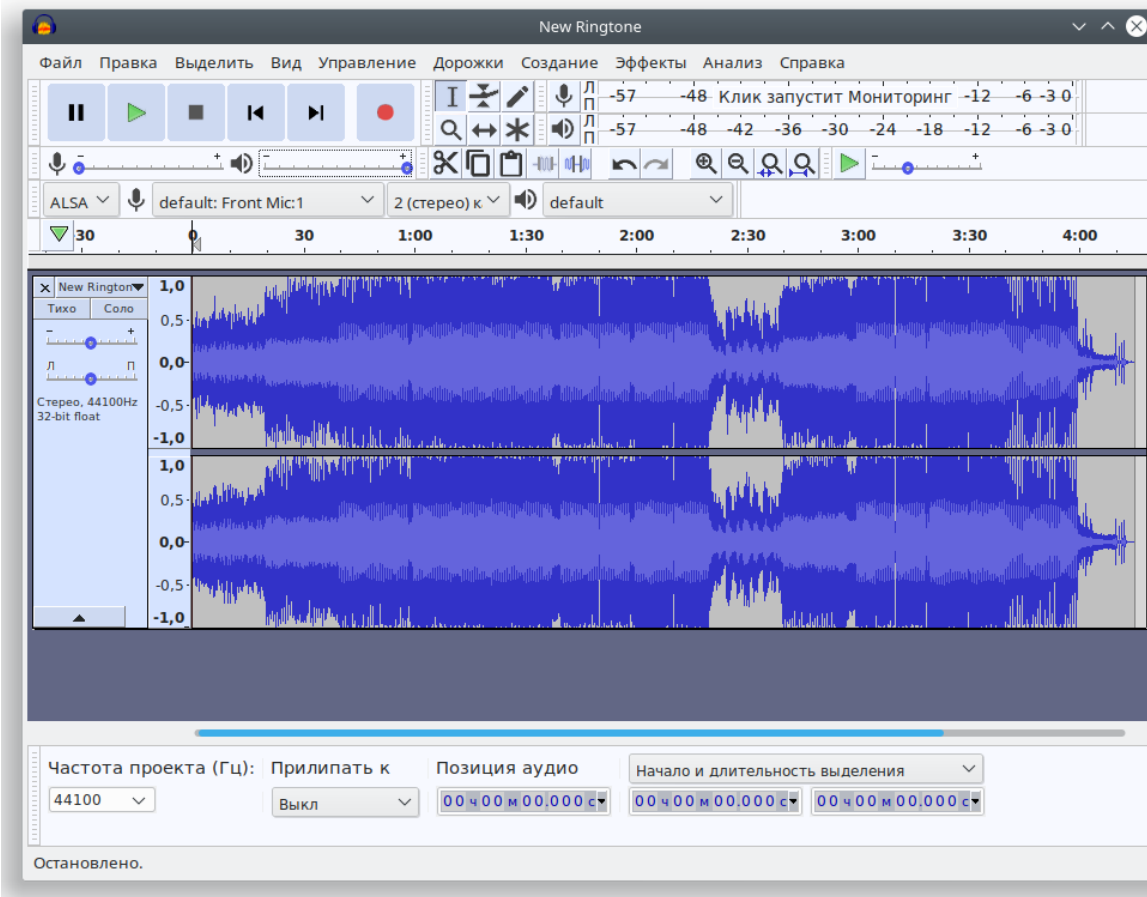 New Ringtone
Файл Правка Выделить Вид Управление Дорожки Создание Эффекты Анализ Справка
Л П -57 -48 Клик запустит Мониторинг -12 -6 -3 0
Л П -57 -48 -42 -36 -30 -24 -18 -12 -6 -3 0
- + - + - +
ALSA default: Front Mic:1 2 (стерео) к default
30 0 30 1:00 1:30 2:00 2:30 3:00 3:30 4:00
x New Rington
Тихо Соло
- +
Л П
Стерео, 44100Hz
32-bit float
1,0
0,5
0,0
-0,5
-1,0
1,0
0,5
0,0
-0,5
-1,0
Частота проекта (Гц): Прилипать к Позиция аудио Начало и длительность выделения
44100 Выкл 00 ч 00 м 00.000 с 00 ч 00 м 00.000 с 00 ч 00 м 00.000 с
Остановлено.